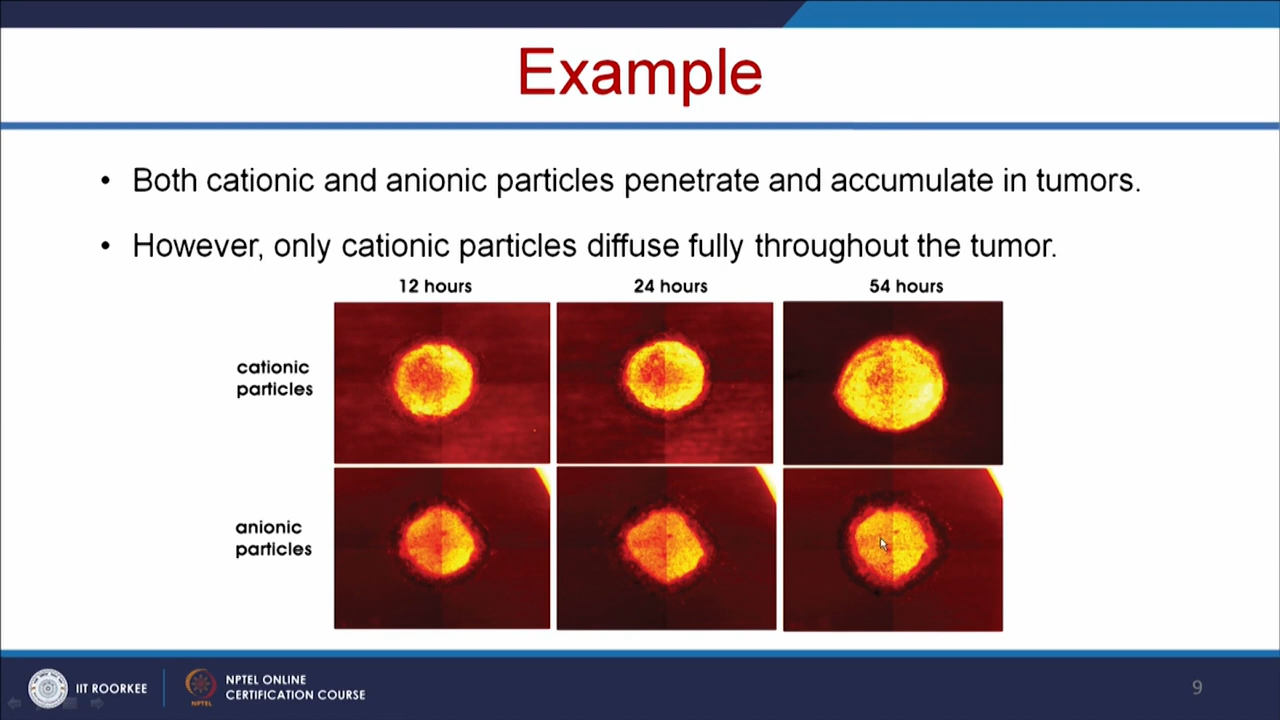 Example
• Both cationic and anionic particles penetrate and accumulate in tumors.
• However, only cationic particles diffuse fully throughout the tumor.
12 hours 24 hours 54 hours
cationic
particles
anionic
particles
IIT ROORKEE
NPTEL
NPTEL ONLINE
CERTIFICATION COURSE
9